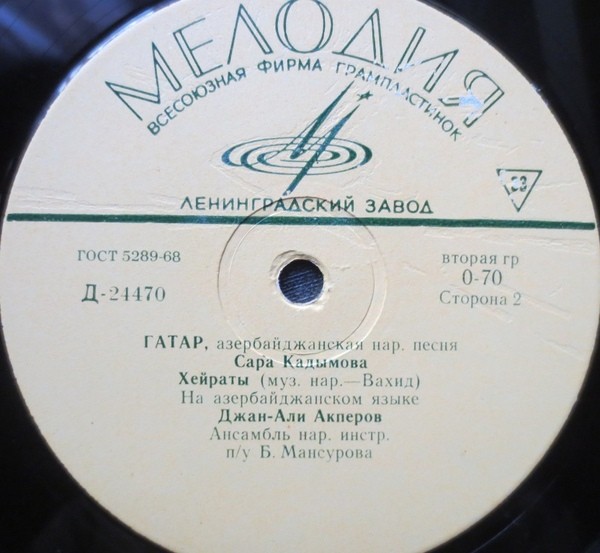 МЕЛОДИЯ
ВСЕСОЮЗНАЯ ФИРМА ГРАМПЛАСТИНОК
ЛЕНИНГРАДСКИЙ ЗАВОД
ГОСТ 5289-68
Д-24470
вторая гр
0-70
Сторона 2
ГАТАР, азербайджанская нар. песня
Сара Кадымова
Хейраты (муз. нар.—Вахид)
На азербайджанском языке
Джан-Али Акперов
Ансамбль нар. инстр.
п/у Б. Мансурова